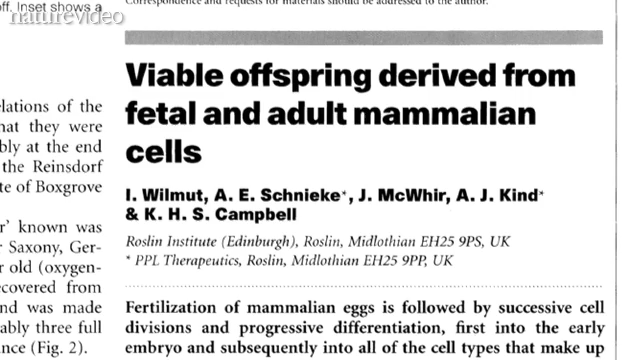 off. Inset shows a
naturevideo
Correspondence and requests for materials should be addressed to the author.
Viable offspring derived from
fetal and adult mammalian
cells
I. Wilmut, A. E. Schnieke*, J. McWhir, A. J. Kind*
& K. H. S. Campbell
Roslin Institute (Edinburgh), Roslin, Midlothian EH25 9PS, UK
* PPL Therapeutics, Roslin, Midlothian EH25 9PP, UK
Fertilization of mammalian eggs is followed by successive cell
divisions and progressive differentiation, first into the early
embryo and subsequently into all of the cell types that make up
elations of the
hat they were
bly at the end
the Reinsdorf
te of Boxgrove
r' known was
Saxony, Ger-
r old (oxygen-
covered from
nd was made
ably three full
nce (Fig. 2).